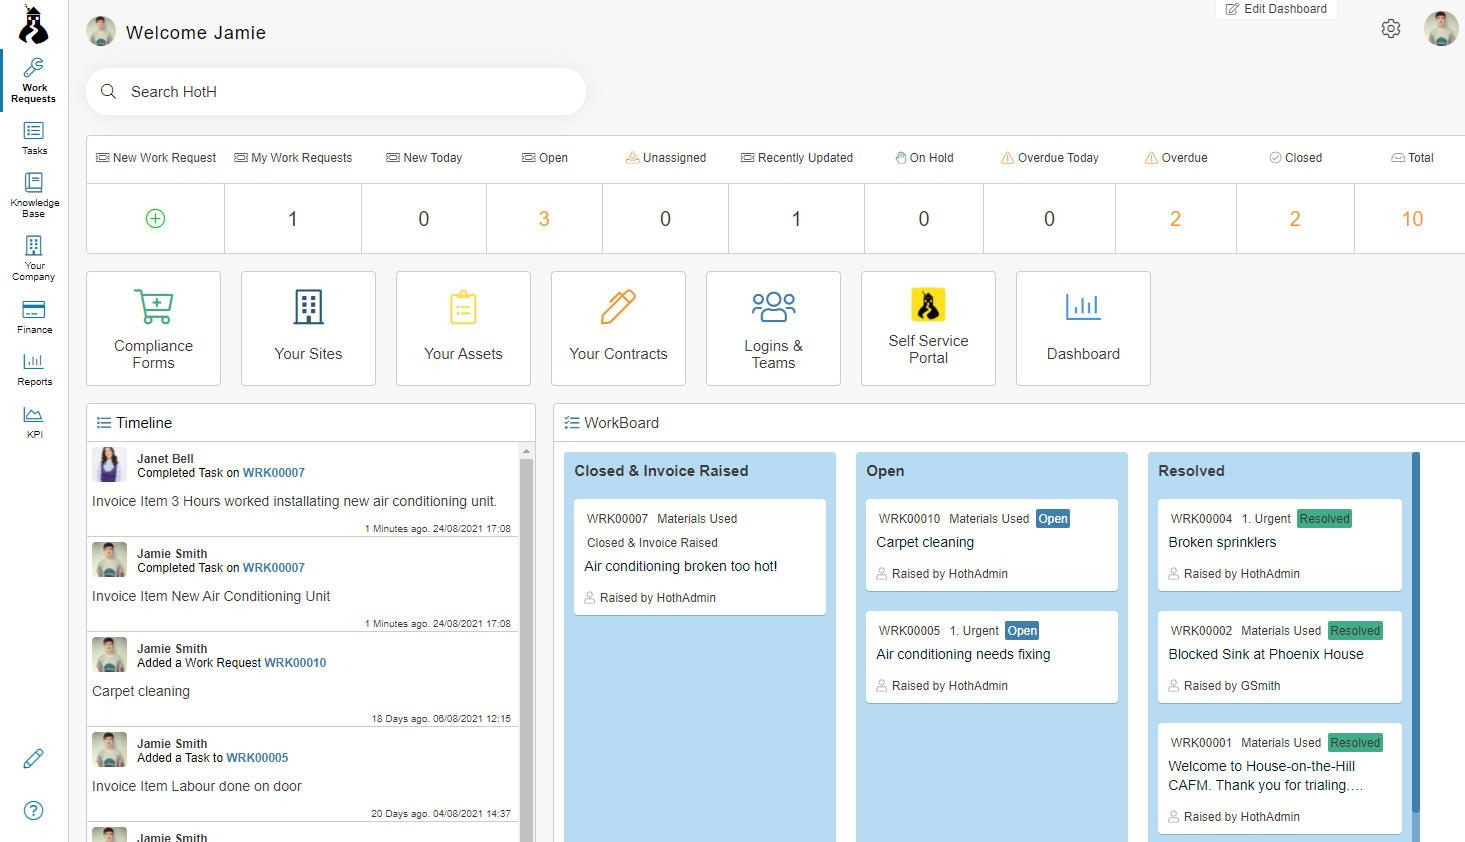 Edit Dashboard
Welcome Jamie
Search HotH
Work
Requests
Tasks
Knowledge
Base
Your
Company
Finance
Reports
KPI
New Work Request
My Work Requests
New Today
Open
Unassigned
Recently Updated
On Hold
Overdue Today
Overdue
Closed
Total
1
0
3
0
1
0
0
2
2
10
Compliance
Forms
Your Sites
Your Assets
Your Contracts
Logins &
Teams
Self Service
Portal
Dashboard
Timeline
Janet Bell
Completed Task on WRK00007
Invoice Item 3 Hours worked installating new air conditioning unit.
1 Minutes ago. 24/08/2021 17:08
Jamie Smith
Completed Task on WRK00007
Invoice Item New Air Conditioning Unit
1 Minutes ago. 24/08/2021 17:08
Jamie Smith
Added a Work Request WRK00010
Carpet cleaning
18 Days ago. 06/08/2021 12:15
Jamie Smith
Added a Task to WRK00005
Invoice Item Labour done on door
20 Days ago. 04/08/2021 14:37
Jamie Smith
WorkBoard
Closed & Invoice Raised
WRK00007 Materials Used
Closed & Invoice Raised
Air conditioning broken too hot!
Raised by HothAdmin
Open
WRK00010 Materials Used Open
Carpet cleaning
Raised by HothAdmin
WRK00005 1. Urgent Open
Air conditioning needs fixing
Raised by HothAdmin
Resolved
WRK00004 1. Urgent Resolved
Broken sprinklers
Raised by HothAdmin
WRK00002 Materials Used Resolved
Blocked Sink at Phoenix House
Raised by GSmith
WRK00001 Materials Used Resolved
Welcome to House-on-the-Hill
CAFM. Thank you for trialing....
Raised by HothAdmin